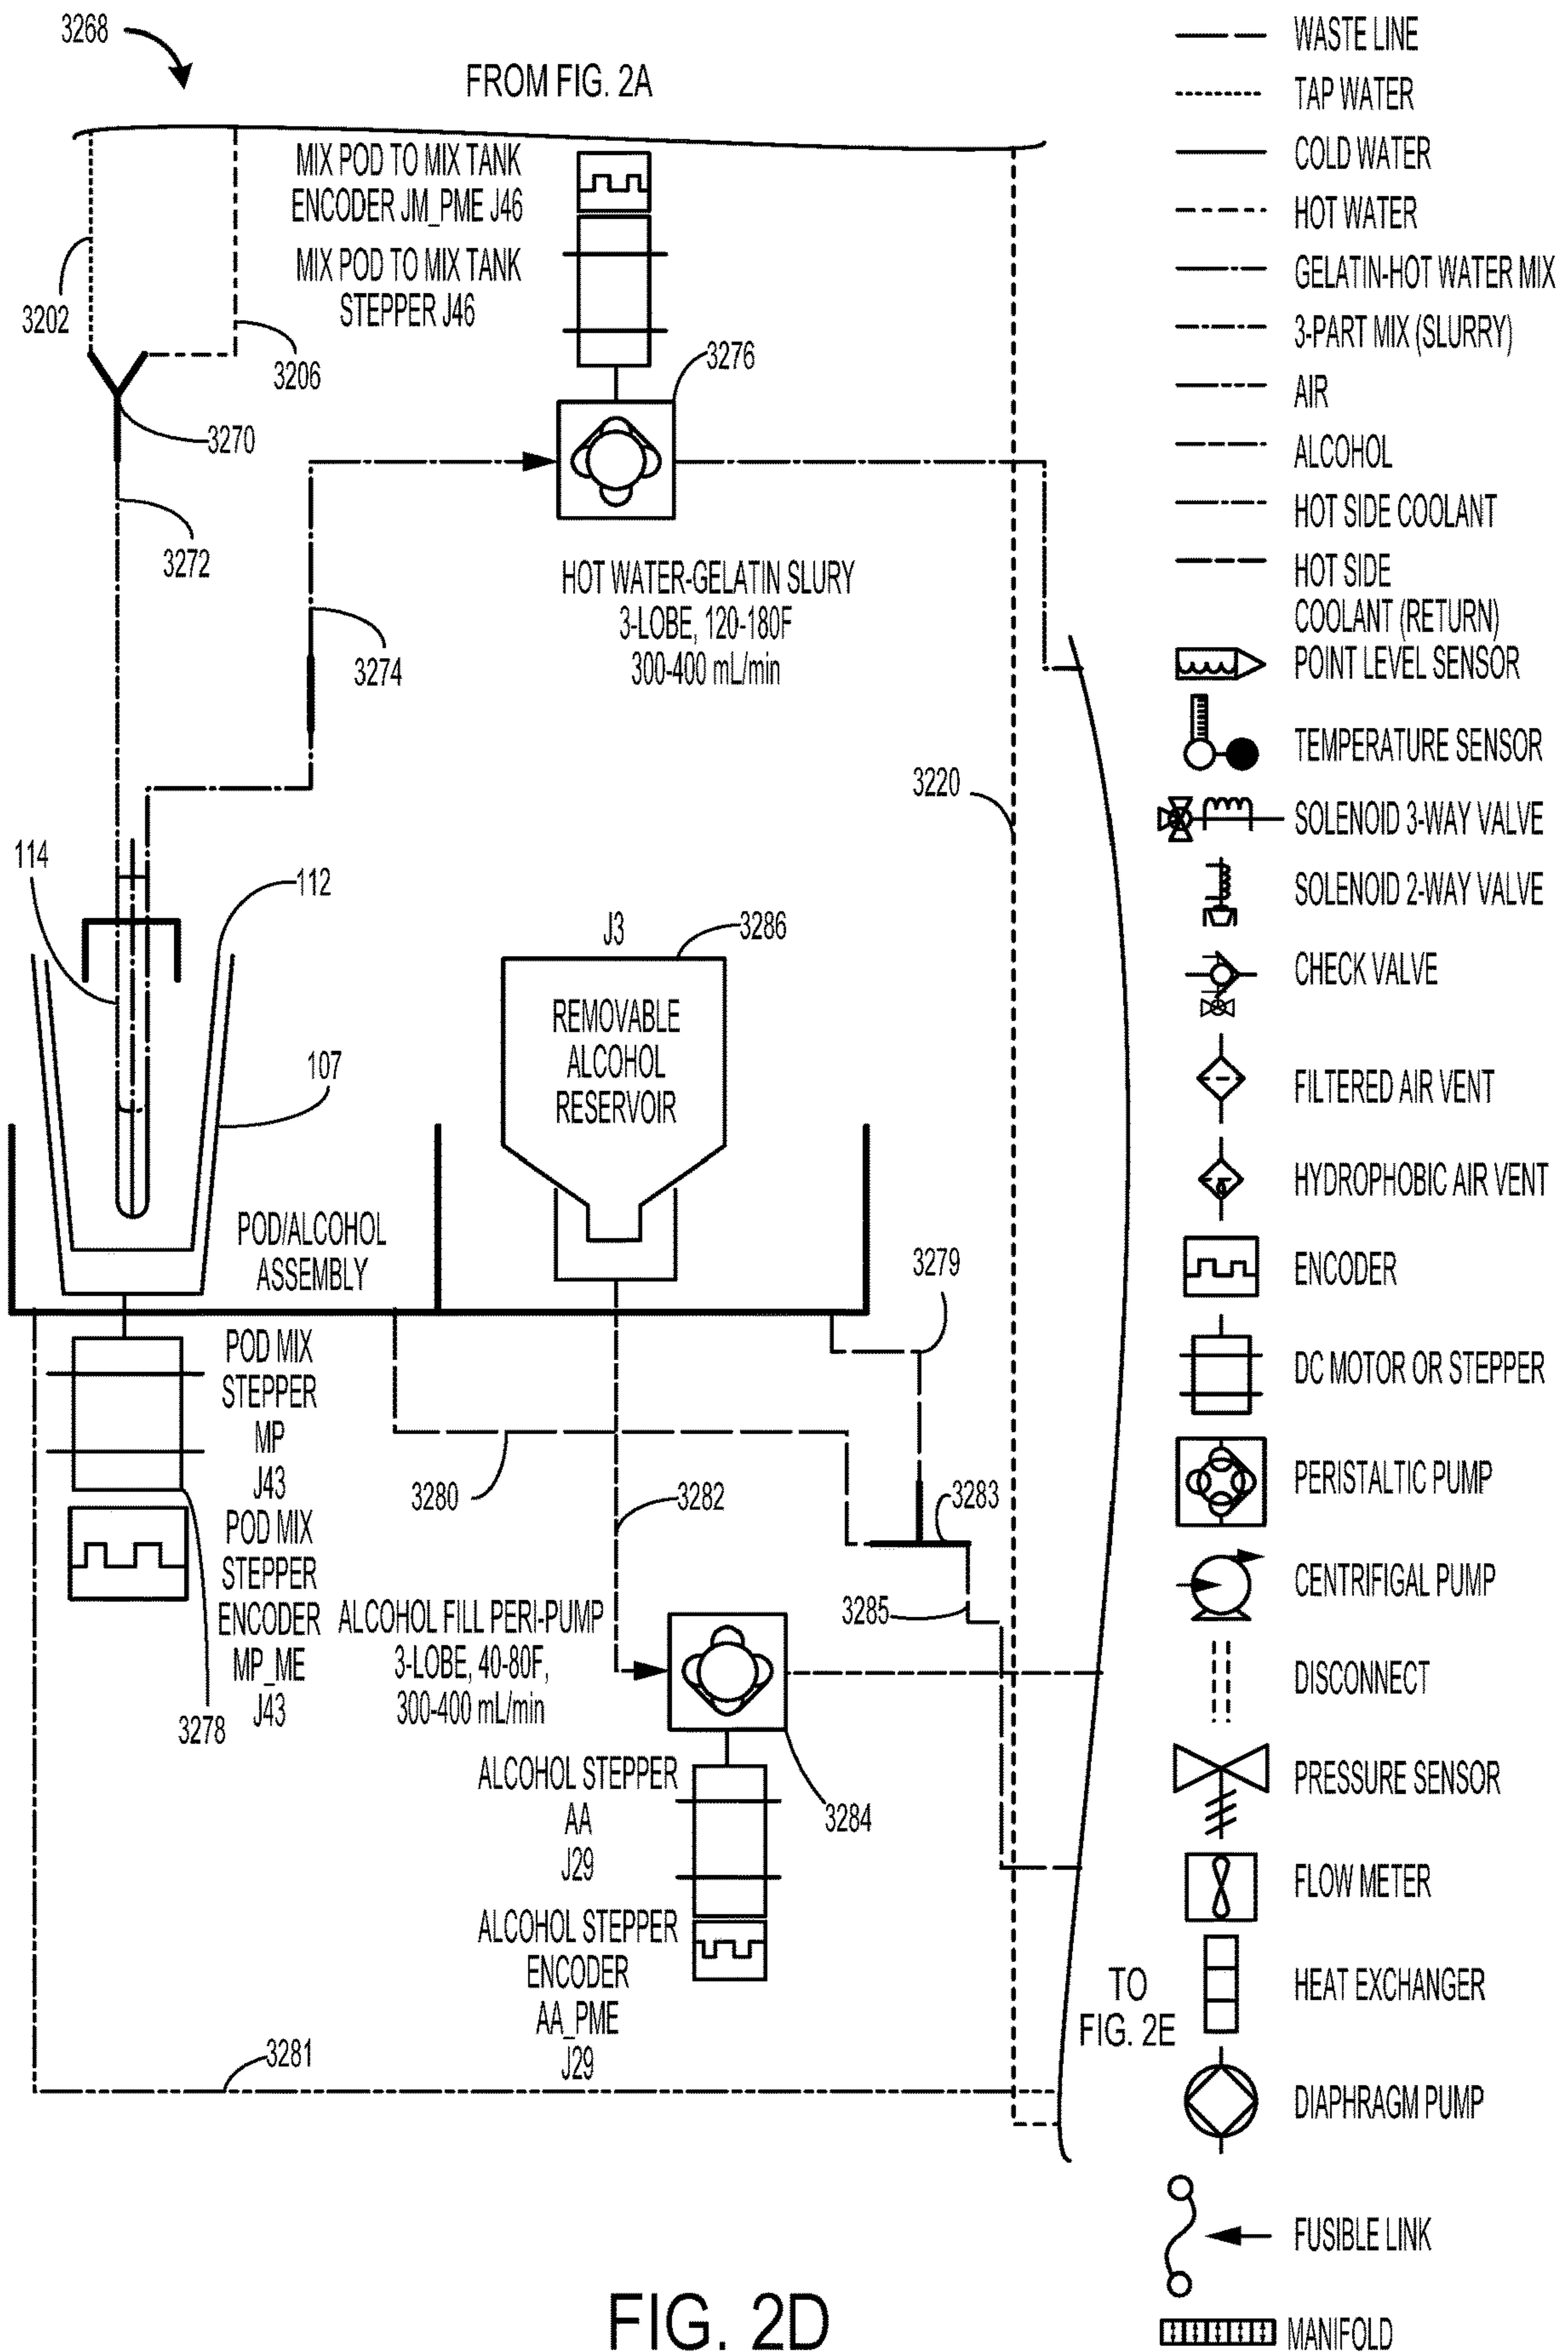 3268
FROM FIG. 2A
MIX POD TO MIX TANK
ENCODER JM_PME J46
MIX POD TO MIX TANK
STEPPER J46
3202
3206
3276
3270
3272
HOT WATER-GELATIN SLURY
3-LOBE, 120-180F
300-400 mL/min
3274
3220
114
112
J3
3286
REMOVABLE
ALCOHOL
RESERVOIR
107
POD/ALCOHOL
ASSEMBLY
3279
POD MIX
STEPPER
MP
J43
3280
3282
3283
POD MIX
STEPPER
ENCODER
MP_ME
J43
3278
ALCOHOL FILL PERI-PUMP
3-LOBE, 40-80F,
300-400 mL/min
3285
ALCOHOL STEPPER
AA
J29
3284
ALCOHOL STEPPER
ENCODER
AA_PME
J29
TO
FIG. 2E
3281
WASTE LINE
TAP WATER
COLD WATER
HOT WATER
GELATIN-HOT WATER MIX
3-PART MIX (SLURRY)
AIR
ALCOHOL
HOT SIDE COOLANT
HOT SIDE
COOLANT (RETURN)
POINT LEVEL SENSOR
TEMPERATURE SENSOR
SOLENOID 3-WAY VALVE
SOLENOID 2-WAY VALVE
CHECK VALVE
FILTERED AIR VENT
HYDROPHOBIC AIR VENT
ENCODER
DC MOTOR OR STEPPER
PERISTALTIC PUMP
CENTRIFIGAL PUMP
DISCONNECT
PRESSURE SENSOR
FLOW METER
HEAT EXCHANGER
DIAPHRAGM PUMP
FUSIBLE LINK
MANIFOLD
FIG. 2D